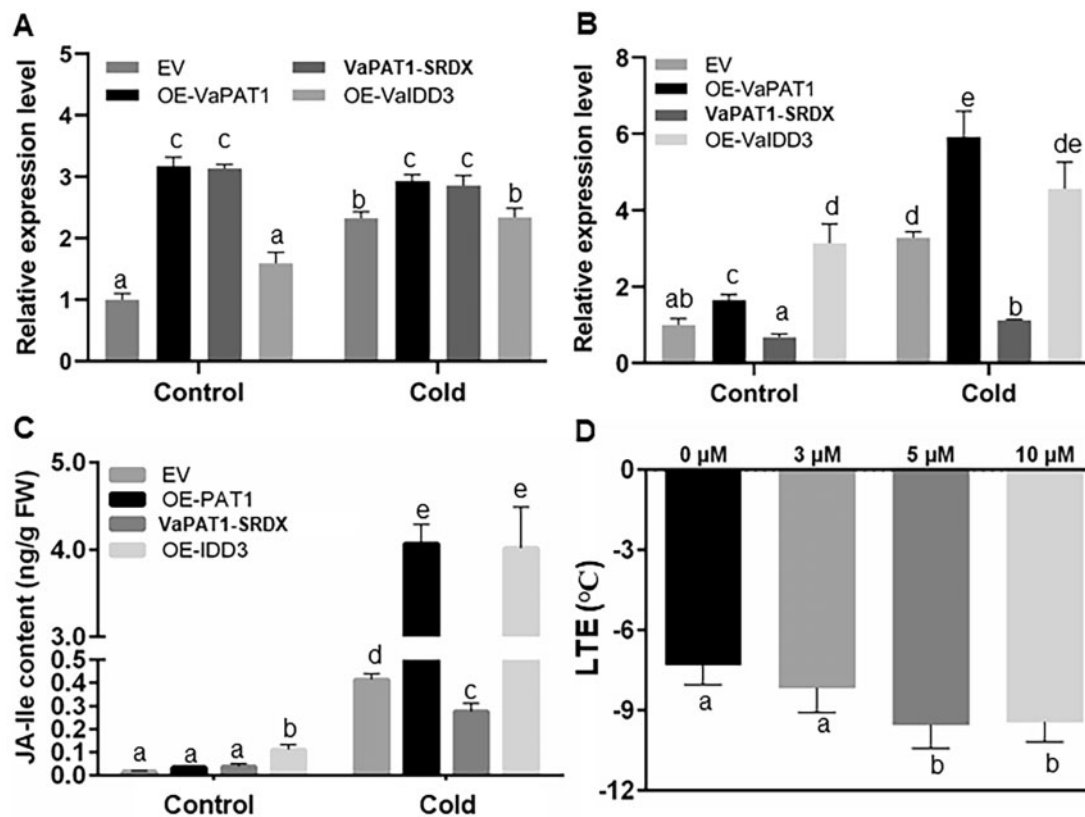 A
Relative expression level
5
4
3
2
1
0
EV
VaPAT1-SRDX
OE-VaPAT1
OE-VaIDD3
a
c
c
a
b
c
c
b
Control
Cold
B
Relative expression level
8
6
4
2
0
EV
OE-VaPAT1
VaPAT1-SRDX
OE-VaIDD3
ab
c
a
d
d
e
b
de
Control
Cold
C
JA-Ile content (ng/g FW)
5.0
4.0
3.0
0.5
0.4
0.3
0.2
0.1
0.0
EV
OE-PAT1
VaPAT1-SRDX
OE-IDD3
a
a
a
b
d
e
c
e
Control
Cold
D
0 μM
3 μM
5 μM
10 μM
LTE (°C)
0
-3
-6
-9
-12
a
a
b
b